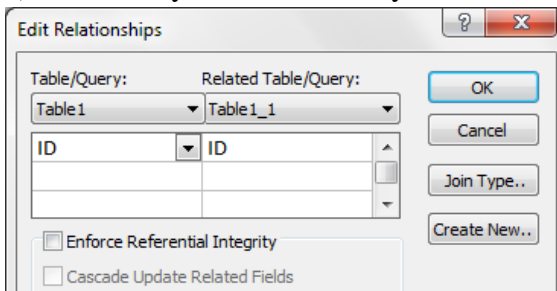 Edit Relationships
Table/Query: Related Table/Query:
Table1 Table1_1
OK
ID ID
Cancel
Join Type..
Create New..
Enforce Referential Integrity
Cascade Update Related Fields